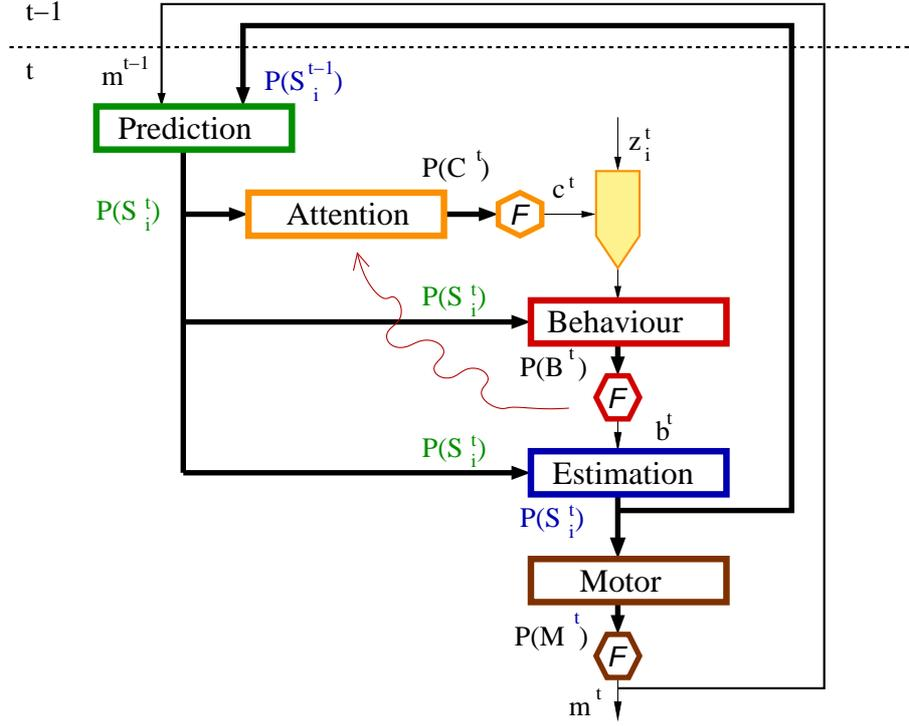 t−1
t
m^t−1
P(S_i^t−1)
Prediction
P(C^t)
z_i^t
c^t
P(S_i^t)
Attention
F
P(S_i^t)
Behaviour
P(B^t)
F
b^t
P(S_i^t)
Estimation
P(S_i^t)
Motor
P(M^t)
F
m^t